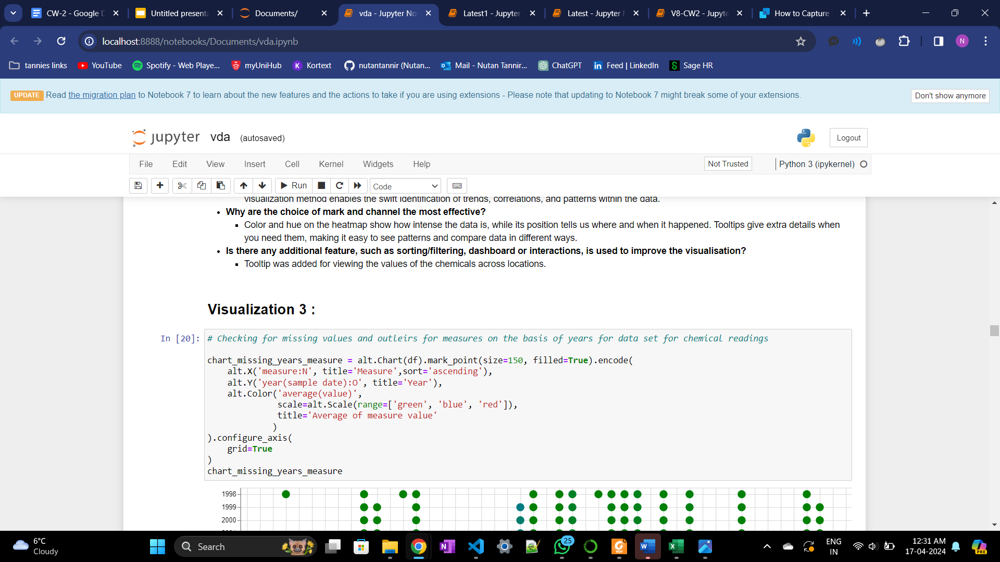 CW-2 - Google D
Untitled presenta
Documents/
vda - Jupyter No
Latest1 - Jupyter
Latest - Jupyter N
V8-CW2 - Jupyte
How to Capture
localhost:8888/notebooks/Documents/vda.ipynb
N
tannies links
YouTube
Spotify - Web Playe...
myUniHub
K Kortext
nutantannir (Nutan...
Mail - Nutan Tannir...
ChatGPT
in Feed | LinkedIn
S Sage HR
UPDATE Read the migration plan to Notebook 7 to learn about the new features and the actions to take if you are using extensions - Please note that updating to Notebook 7 might break some of your extensions.
Don't show anymore
jupyter vda (autosaved)
Logout
File Edit View Insert Cell Kernel Widgets Help
Not Trusted
Python 3 (ipykernel)
Run
Code
visualization method enables the swift identification of trends, correlations, and patterns within the data.
• Why are the choice of mark and channel the most effective?
▪ Color and hue on the heatmap show how intense the data is, while its position tells us where and when it happened. Tooltips give extra details when
you need them, making it easy to see patterns and compare data in different ways.
• Is there any additional feature, such as sorting/filtering, dashboard or interactions, is used to improve the visualisation?
▪ Tooltip was added for viewing the values of the chemicals across locations.
Visualization 3 :
In [20]:
# Checking for missing values and outleirs for measures on the basis of years for data set for chemical readings
chart_missing_years_measure = alt.Chart(df).mark_point(size=150, filled=True).encode(
alt.X('measure:N', title='Measure',sort='ascending'),
alt.Y('year(sample date):O', title='Year'),
alt.Color('average(value)',
scale=alt.Scale(range=['green', 'blue', 'red']),
title='Average of measure value'
)
).configure_axis(
grid=True
)
chart_missing_years_measure
1998
1999
2000
6°C
Cloudy
Search
25
ENG
IN
12:31 AM
17-04-2024
PRE